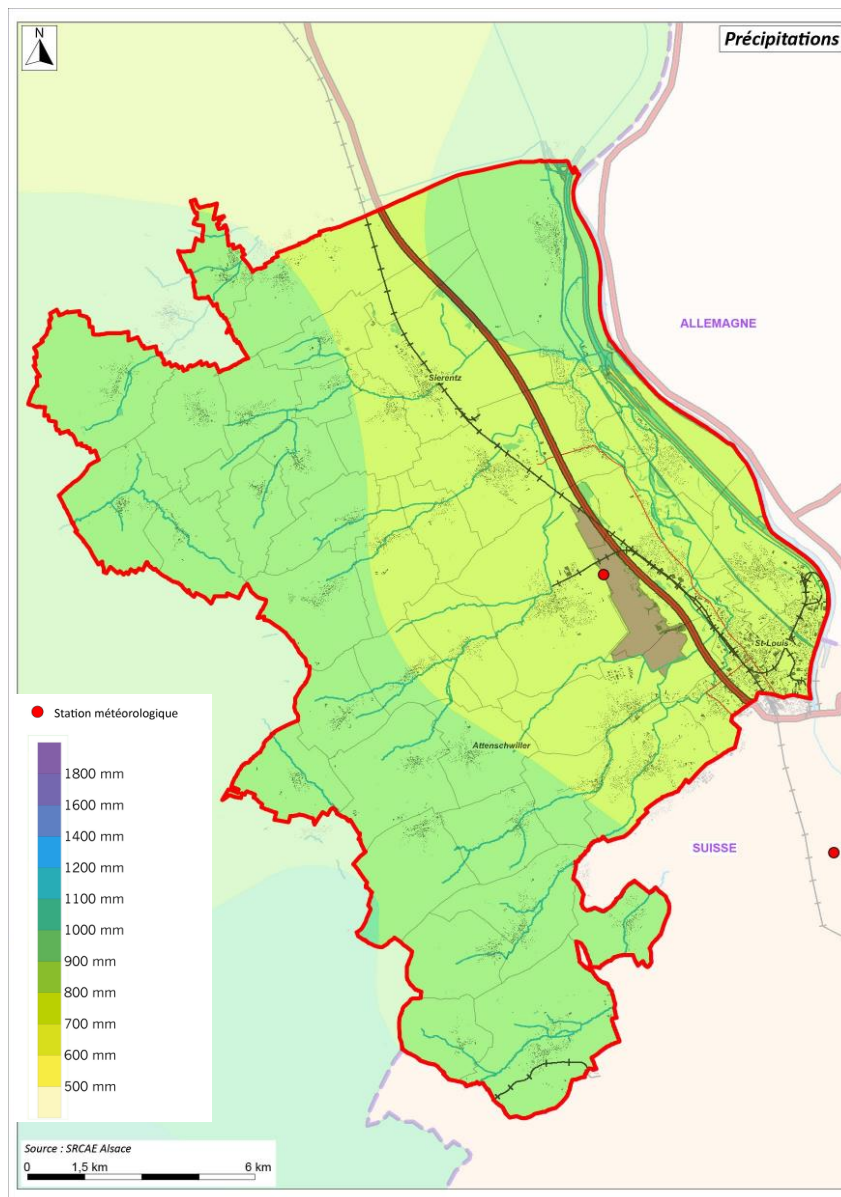 N
Précipitations
ALLEMAGNE
Sierentz
St-Louis
Attenschwiller
SUISSE
Station météorologique
1800 mm
1600 mm
1400 mm
1200 mm
1100 mm
1000 mm
900 mm
800 mm
700 mm
600 mm
500 mm
Source : SRCAE Alsace
0 1,5 km 6 km